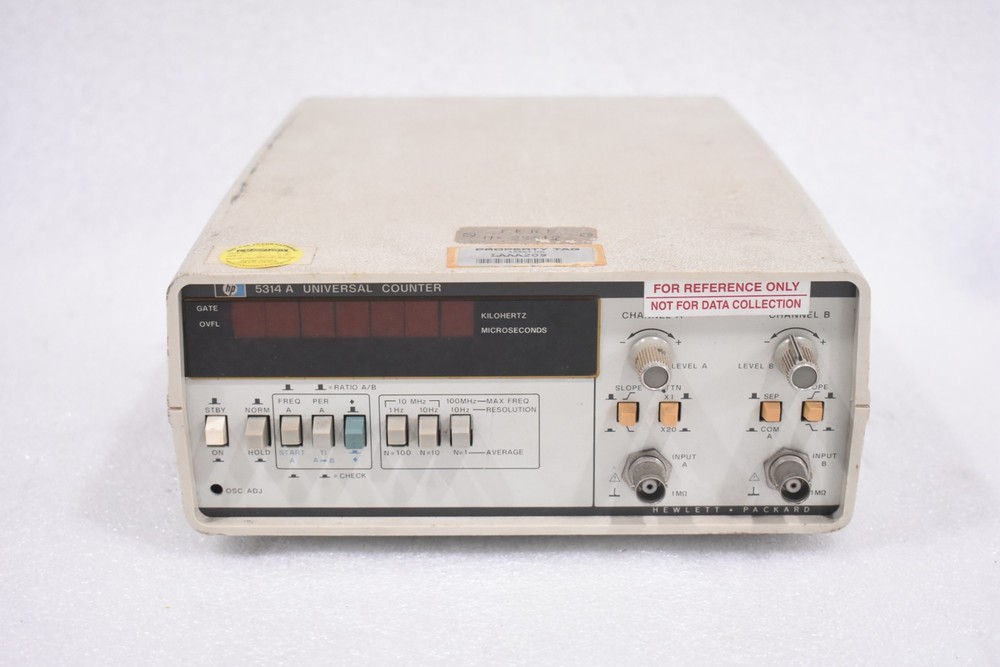 PROPERTY TAG
IAAA209
hp 5314 A UNIVERSAL COUNTER
FOR REFERENCE ONLY
NOT FOR DATA COLLECTION
GATE
OVFL
KILOHERTZ
MICROSECONDS
CHANNEL A
CHANNEL B
LEVEL A
LEVEL B
= RATIO A/B
STBY
ON
NORM
HOLD
FREQ
A
START
A
PER
A
TI
A→B
= CHECK
10 MHz
100MHz
MAX FREQ
1Hz
10Hz
10Hz
RESOLUTION
N=100
N=10
N=1
AVERAGE
SLOPE
ATTN
X1
X20
SEP
COM
A
SLOPE
INPUT
A
INPUT
B
1MΩ
1MΩ
OSC ADJ
HEWLETT • PACKARD